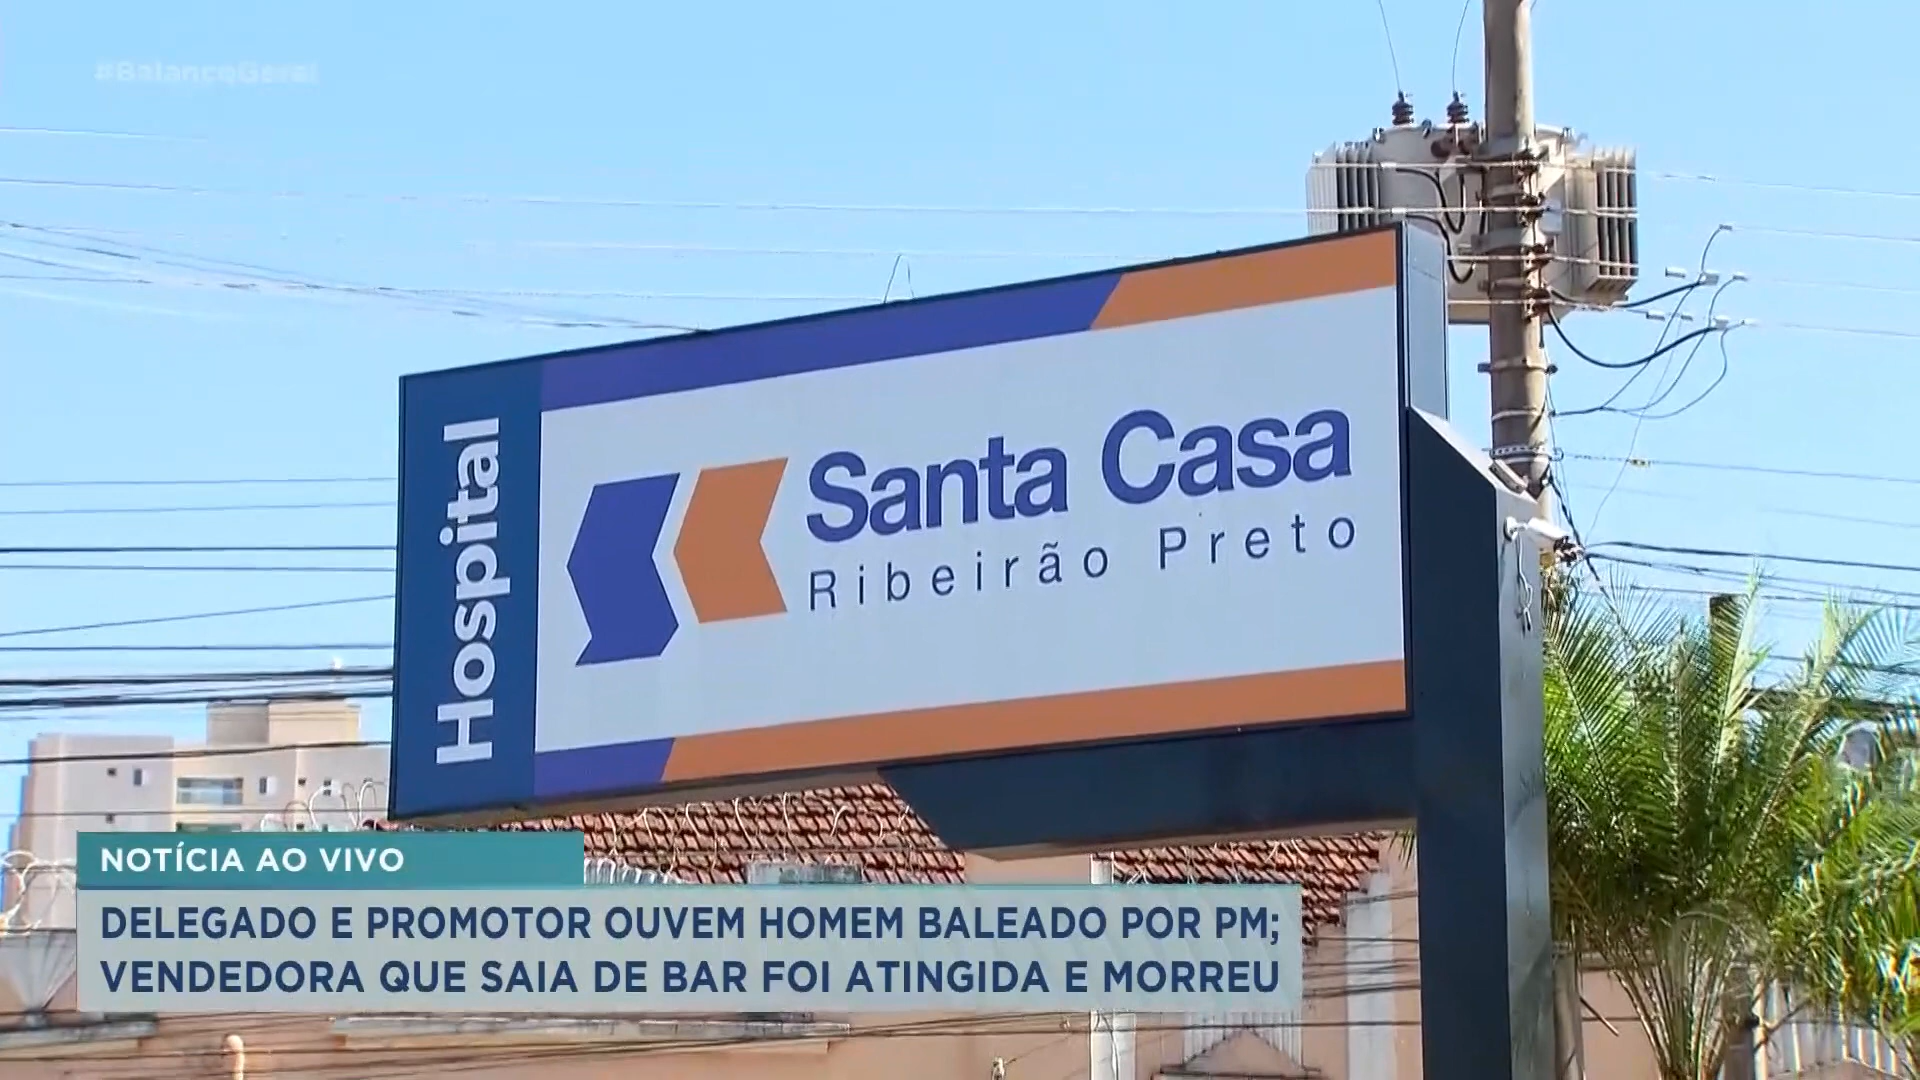 #BalançoGeral
Hospital
Santa Casa
Ribeirão Preto
NOTÍCIA AO VIVO
DELEGADO E PROMOTOR OUVEM HOMEM BALEADO POR PM;
VENDEDORA QUE SAIA DE BAR FOI ATINGIDA E MORREU